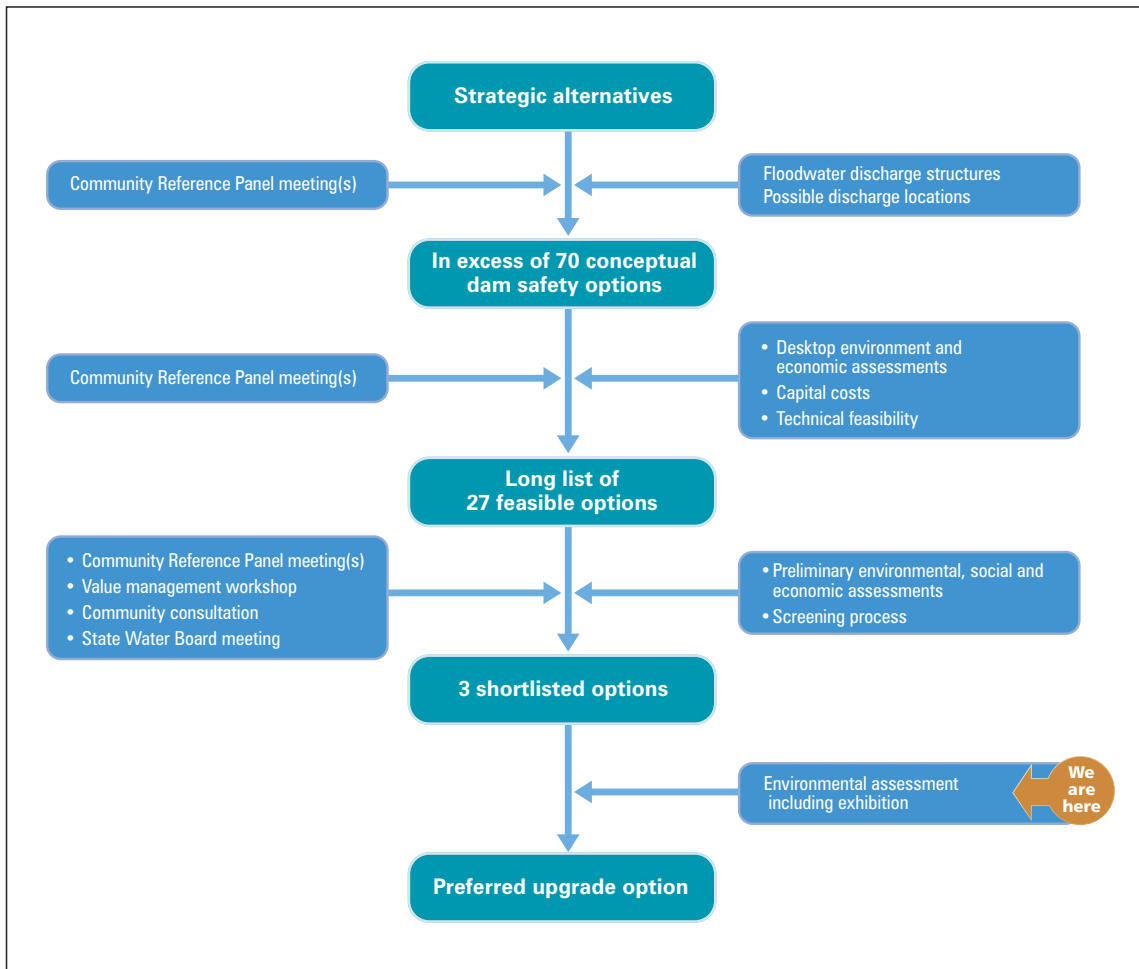 Strategic alternatives
Community Reference Panel meeting(s)
Floodwater discharge structures
Possible discharge locations
In excess of 70 conceptual
dam safety options
Community Reference Panel meeting(s)
• Desktop environment and
economic assessments
• Capital costs
• Technical feasibility
Long list of
27 feasible options
• Community Reference Panel meeting(s)
• Value management workshop
• Community consultation
• State Water Board meeting
• Preliminary environmental, social and
economic assessments
• Screening process
3 shortlisted options
Environmental assessment
including exhibition
We
are
here
Preferred upgrade option